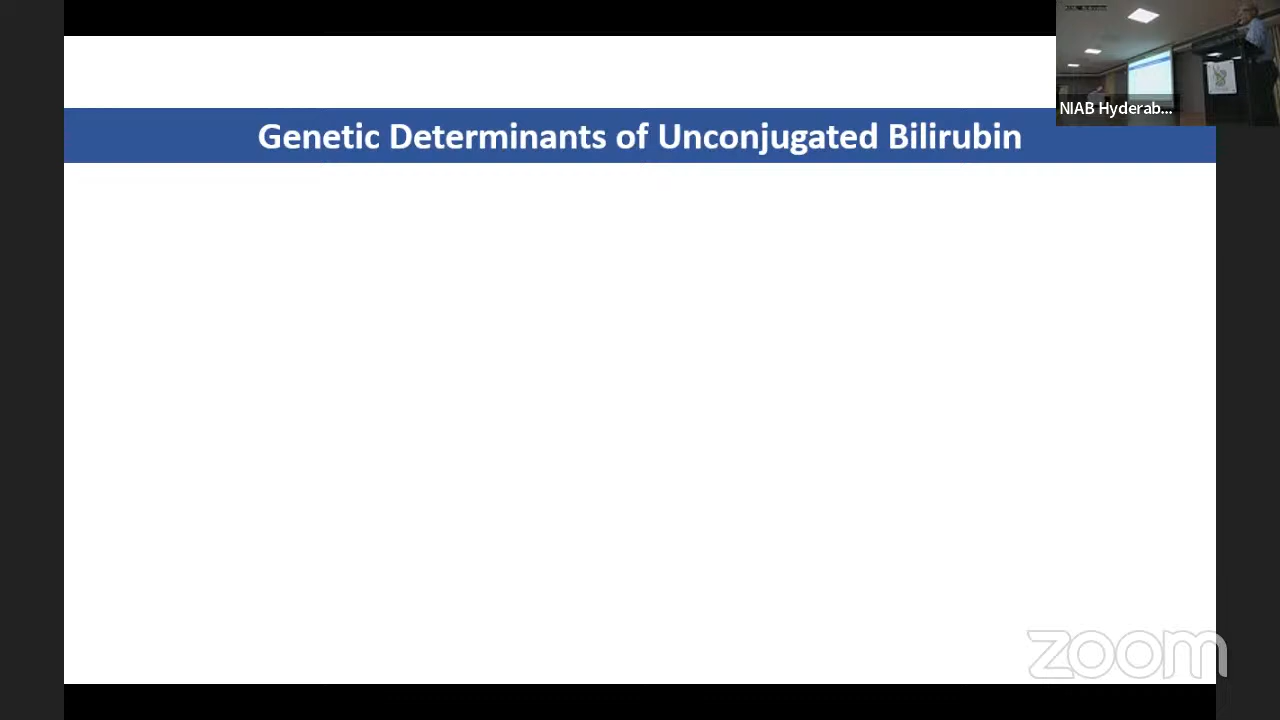 Genetic Determinants of Unconjugated Bilirubin
NIAB Hyderab...
zoom